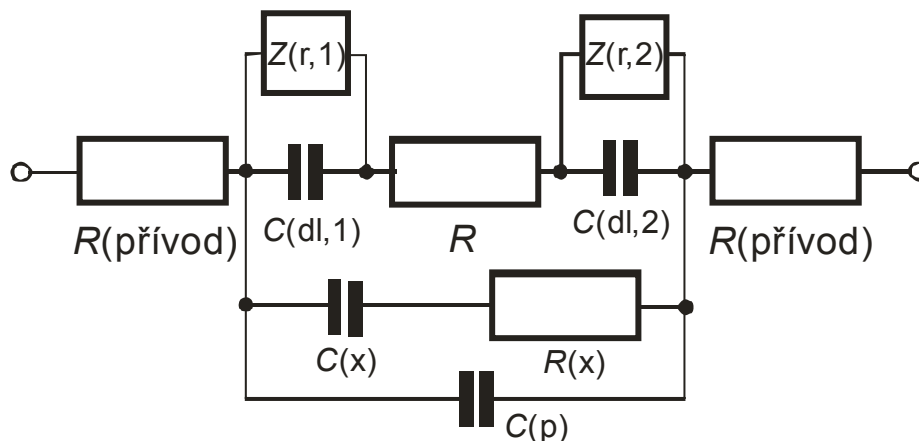 Z(r,1)
Z(r,2)
R(přívod)
C(dl,1)
R
C(dl,2)
R(přívod)
C(x)
R(x)
C(p)